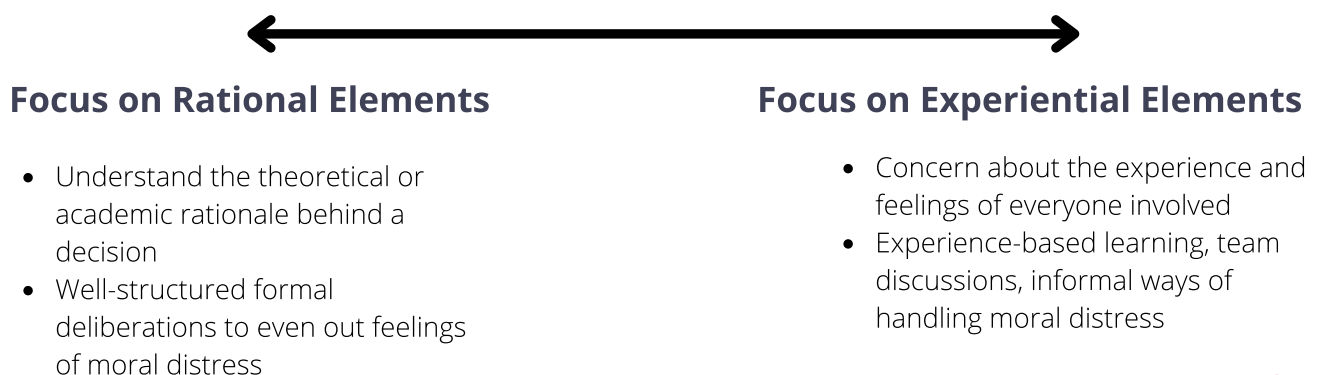 Focus on Rational Elements
• Understand the theoretical or
academic rationale behind a
decision
• Well-structured formal
deliberations to even out feelings
of moral distress
Focus on Experiential Elements
• Concern about the experience and
feelings of everyone involved
• Experience-based learning, team
discussions, informal ways of
handling moral distress